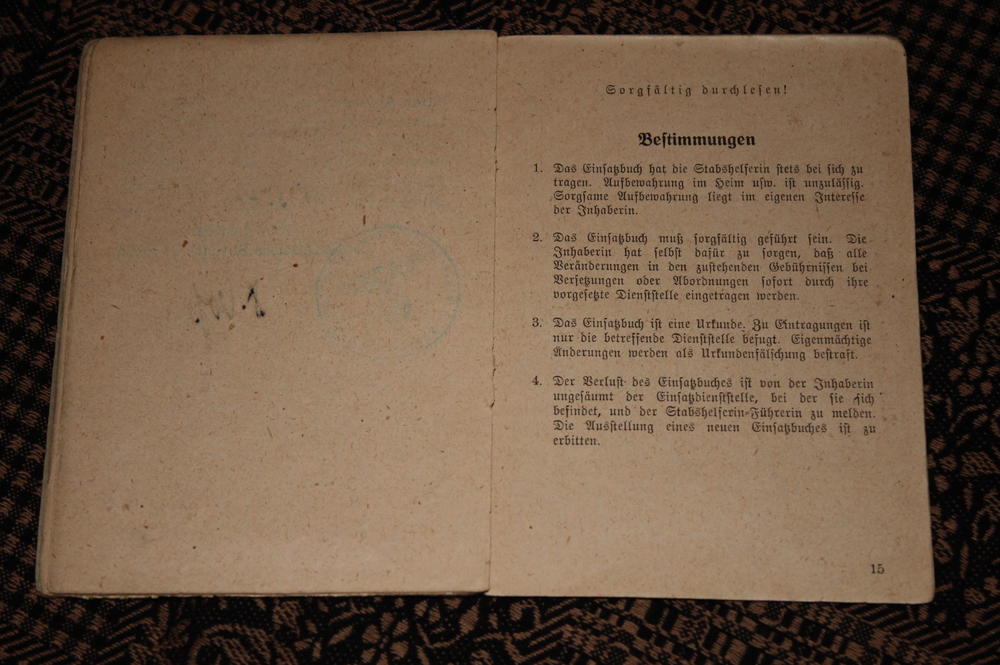 Sorgfältig durchlesen!
Bestimmungen
1. Das Einsatzbuch hat die Stabshelferin stets bei sich zu
tragen. Aufbewahrung im Heim usw. ist unzulässig.
Sorgsame Aufbewahrung liegt im eigenen Interesse
der Inhaberin.
2. Das Einsatzbuch muß sorgfältig geführt sein. Die
Inhaberin hat selbst dafür zu sorgen, daß alle
Veränderungen in den zustehenden Gebührnissen bei
Versetzungen oder Abordnungen sofort durch ihre
vorgesetzte Dienststelle eingetragen werden.
3. Das Einsatzbuch ist eine Urkunde. Zu Eintragungen ist
nur die betreffende Dienststelle befugt. Eigenmächtige
Änderungen werden als Urkundenfälschung bestraft.
4. Der Verlust des Einsatzbuches ist von der Inhaberin
ungesäumt der Einsatzdienststelle, bei der sie sich
befindet, und der Stabshelferin-Führerin zu melden.
Die Ausstellung eines neuen Einsatzbuches ist zu
erbitten.
15